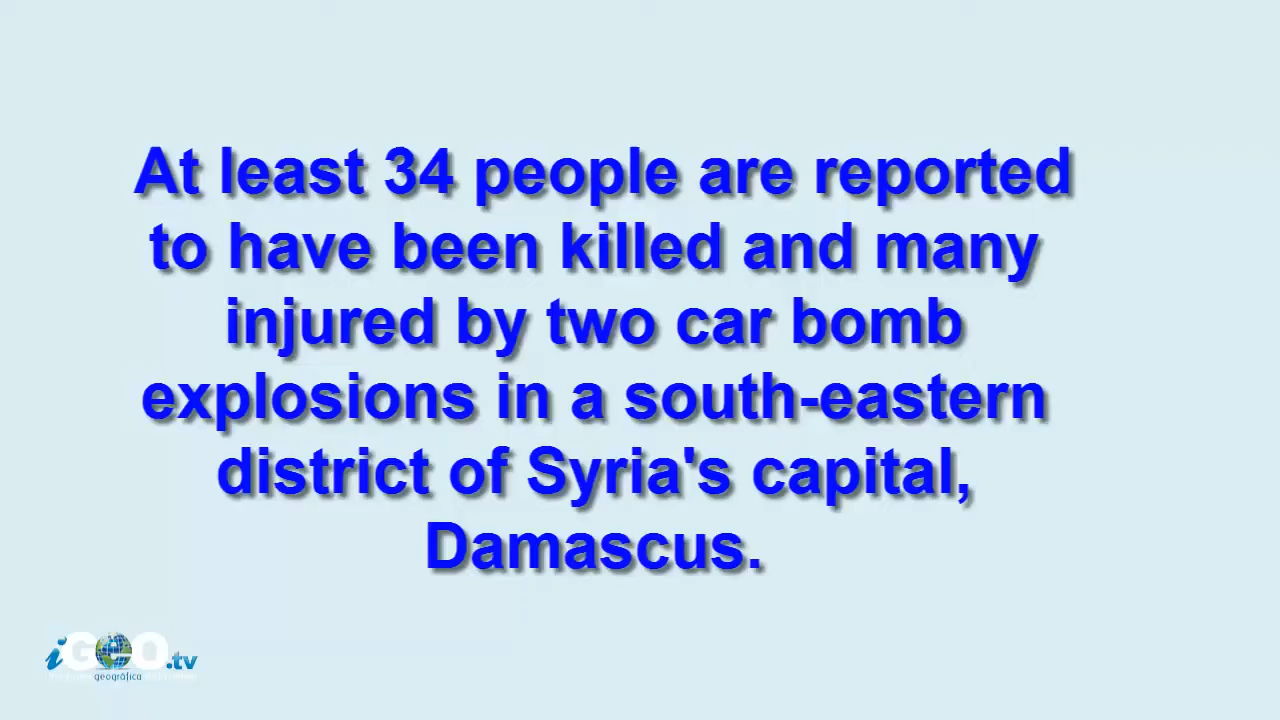 At least 34 people are reported
to have been killed and many
injured by two car bomb
explosions in a south-eastern
district of Syria's capital,
Damascus.
iGeo.tv
geográfica